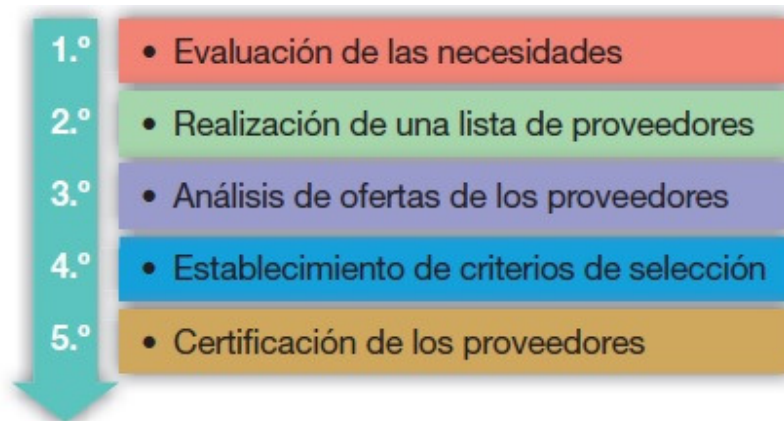 1.º • Evaluación de las necesidades
2.º • Realización de una lista de proveedores
3.º • Análisis de ofertas de los proveedores
4.º • Establecimiento de criterios de selección
5.º • Certificación de los proveedores